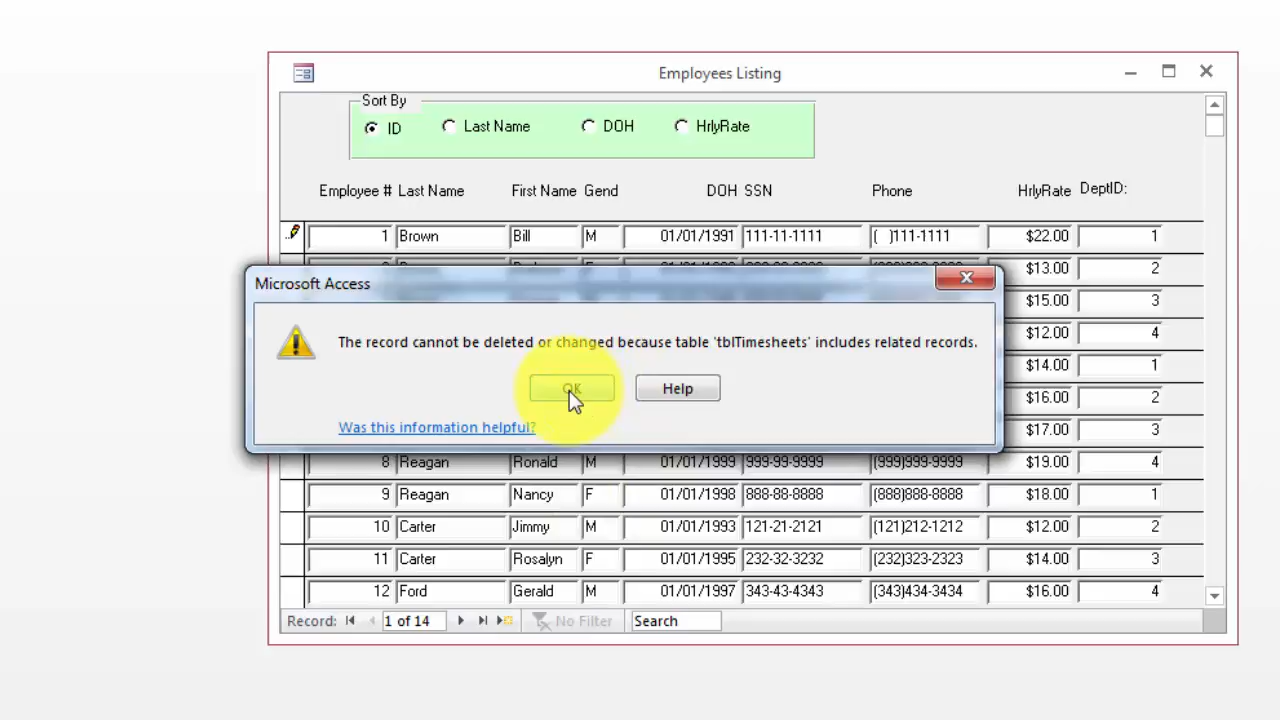 Employees Listing
Sort By
ID Last Name DOH HrlyRate
Employee # Last Name First Name Gend DOH SSN Phone HrlyRate DeptID:
1 Brown Bill M 01/01/1991 111-11-1111 ( )111-1111 $22.00 1
$13.00 2
Microsoft Access
$15.00 3
The record cannot be deleted or changed because table 'tblTimesheets' includes related records.
$12.00 4
$14.00 1
OK Help
$16.00 2
Was this information helpful?
$17.00 3
8 Reagan Ronald M 01/01/1999 999-99-9999 (999)999-9999 $19.00 4
9 Reagan Nancy F 01/01/1998 888-88-8888 (888)888-8888 $18.00 1
10 Carter Jimmy M 01/01/1993 121-21-2121 (121)212-1212 $12.00 2
11 Carter Rosalyn F 01/01/1995 232-32-3232 (232)323-2323 $14.00 3
12 Ford Gerald M 01/01/1997 343-43-4343 (343)434-3434 $16.00 4
Record: 1 of 14 No Filter Search